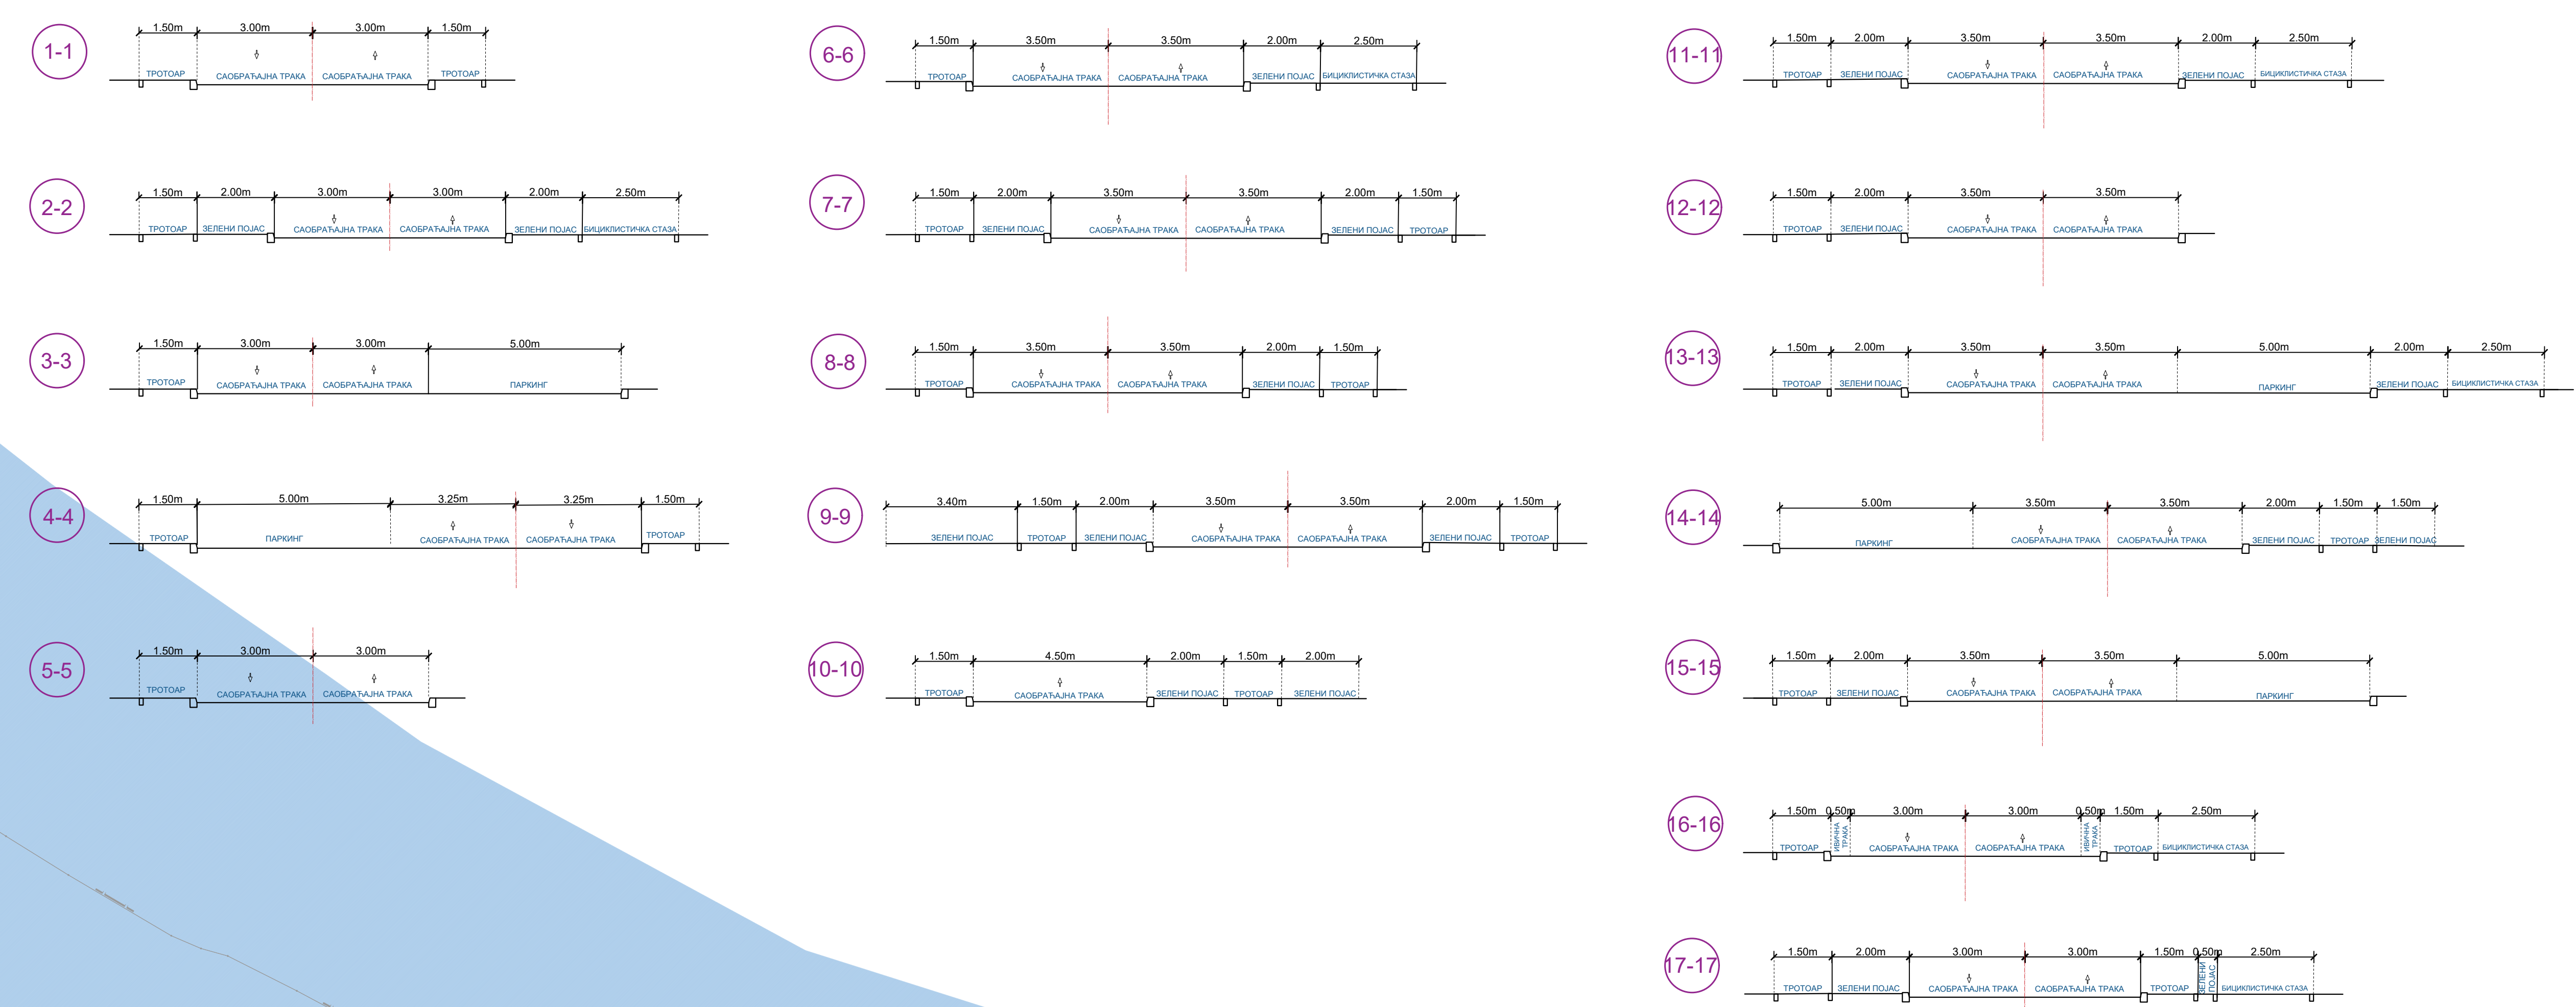 1-1
1.50m 3.00m 3.00m 1.50m
ТРОТОАР САОБРАЋАЈНА ТРАКА САОБРАЋАЈНА ТРАКА ТРОТОАР
2-2
1.50m 2.00m 3.00m 3.00m 2.00m 2.50m
ТРОТОАР ЗЕЛЕНИ ПОЈАС САОБРАЋАЈНА ТРАКА САОБРАЋАЈНА ТРАКА ЗЕЛЕНИ ПОЈАС БИЦИКЛИСТИЧКА СТАЗА
3-3
1.50m 3.00m 3.00m 5.00m
ТРОТОАР САОБРАЋАЈНА ТРАКА САОБРАЋАЈНА ТРАКА ПАРКИНГ
4-4
1.50m 5.00m 3.25m 3.25m 1.50m
ТРОТОАР ПАРКИНГ САОБРАЋАЈНА ТРАКА САОБРАЋАЈНА ТРАКА ТРОТОАР
5-5
1.50m 3.00m 3.00m
ТРОТОАР САОБРАЋАЈНА ТРАКА САОБРАЋАЈНА ТРАКА
6-6
1.50m 3.50m 3.50m 2.00m 2.50m
ТРОТОАР САОБРАЋАЈНА ТРАКА САОБРАЋАЈНА ТРАКА ЗЕЛЕНИ ПОЈАС БИЦИКЛИСТИЧКА СТАЗА
7-7
1.50m 2.00m 3.50m 3.50m 2.00m 1.50m
ТРОТОАР ЗЕЛЕНИ ПОЈАС САОБРАЋАЈНА ТРАКА САОБРАЋАЈНА ТРАКА ЗЕЛЕНИ ПОЈАС ТРОТОАР
8-8
1.50m 3.50m 3.50m 2.00m 1.50m
ТРОТОАР САОБРАЋАЈНА ТРАКА САОБРАЋАЈНА ТРАКА ЗЕЛЕНИ ПОЈАС ТРОТОАР
9-9
3.40m 1.50m 2.00m 3.50m 3.50m 2.00m 1.50m
ЗЕЛЕНИ ПОЈАС ТРОТОАР ЗЕЛЕНИ ПОЈАС САОБРАЋАЈНА ТРАКА САОБРАЋАЈНА ТРАКА ЗЕЛЕНИ ПОЈАС ТРОТОАР
10-10
1.50m 4.50m 2.00m 1.50m 2.00m
ТРОТОАР САОБРАЋАЈНА ТРАКА ЗЕЛЕНИ ПОЈАС ТРОТОАР ЗЕЛЕНИ ПОЈАС
11-11
1.50m 2.00m 3.50m 3.50m 2.00m 2.50m
ТРОТОАР ЗЕЛЕНИ ПОЈАС САОБРАЋАЈНА ТРАКА САОБРАЋАЈНА ТРАКА ЗЕЛЕНИ ПОЈАС БИЦИКЛИСТИЧКА СТАЗА
12-12
1.50m 2.00m 3.50m 3.50m
ТРОТОАР ЗЕЛЕНИ ПОЈАС САОБРАЋАЈНА ТРАКА САОБРАЋАЈНА ТРАКА
13-13
1.50m 2.00m 3.50m 3.50m 5.00m 2.00m 2.50m
ТРОТОАР ЗЕЛЕНИ ПОЈАС САОБРАЋАЈНА ТРАКА САОБРАЋАЈНА ТРАКА ПАРКИНГ ЗЕЛЕНИ ПОЈАС БИЦИКЛИСТИЧКА СТАЗА
14-14
5.00m 3.50m 3.50m 2.00m 1.50m 1.50m
ПАРКИНГ САОБРАЋАЈНА ТРАКА САОБРАЋАЈНА ТРАКА ЗЕЛЕНИ ПОЈАС ТРОТОАР ЗЕЛЕНИ ПОЈАС
15-15
1.50m 2.00m 3.50m 3.50m 5.00m
ТРОТОАР ЗЕЛЕНИ ПОЈАС САОБРАЋАЈНА ТРАКА САОБРАЋАЈНА ТРАКА ПАРКИНГ
16-16
1.50m 0.50m 3.00m 3.00m 0.50m 1.50m 2.50m
ТРОТОАР ИВИЧНА ТРАКА САОБРАЋАЈНА ТРАКА САОБРАЋАЈНА ТРАКА ИВИЧНА ТРАКА ТРОТОАР БИЦИКЛИСТИЧКА СТАЗА
17-17
1.50m 2.00m 3.00m 3.00m 1.50m 0.50m 2.50m
ТРОТОАР ЗЕЛЕНИ ПОЈАС САОБРАЋАЈНА ТРАКА САОБРАЋАЈНА ТРАКА ТРОТОАР ЗЕЛЕНИ ПОЈАС БИЦИКЛИСТИЧКА СТАЗА